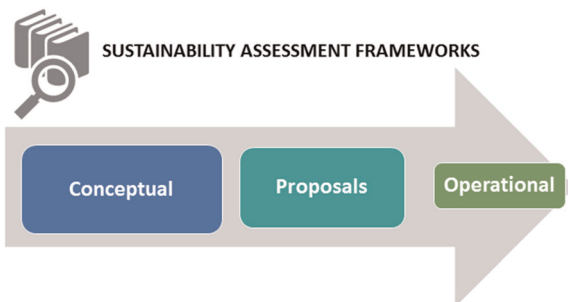 SUSTAINABILITY ASSESSMENT FRAMEWORKS
Conceptual
Proposals
Operational